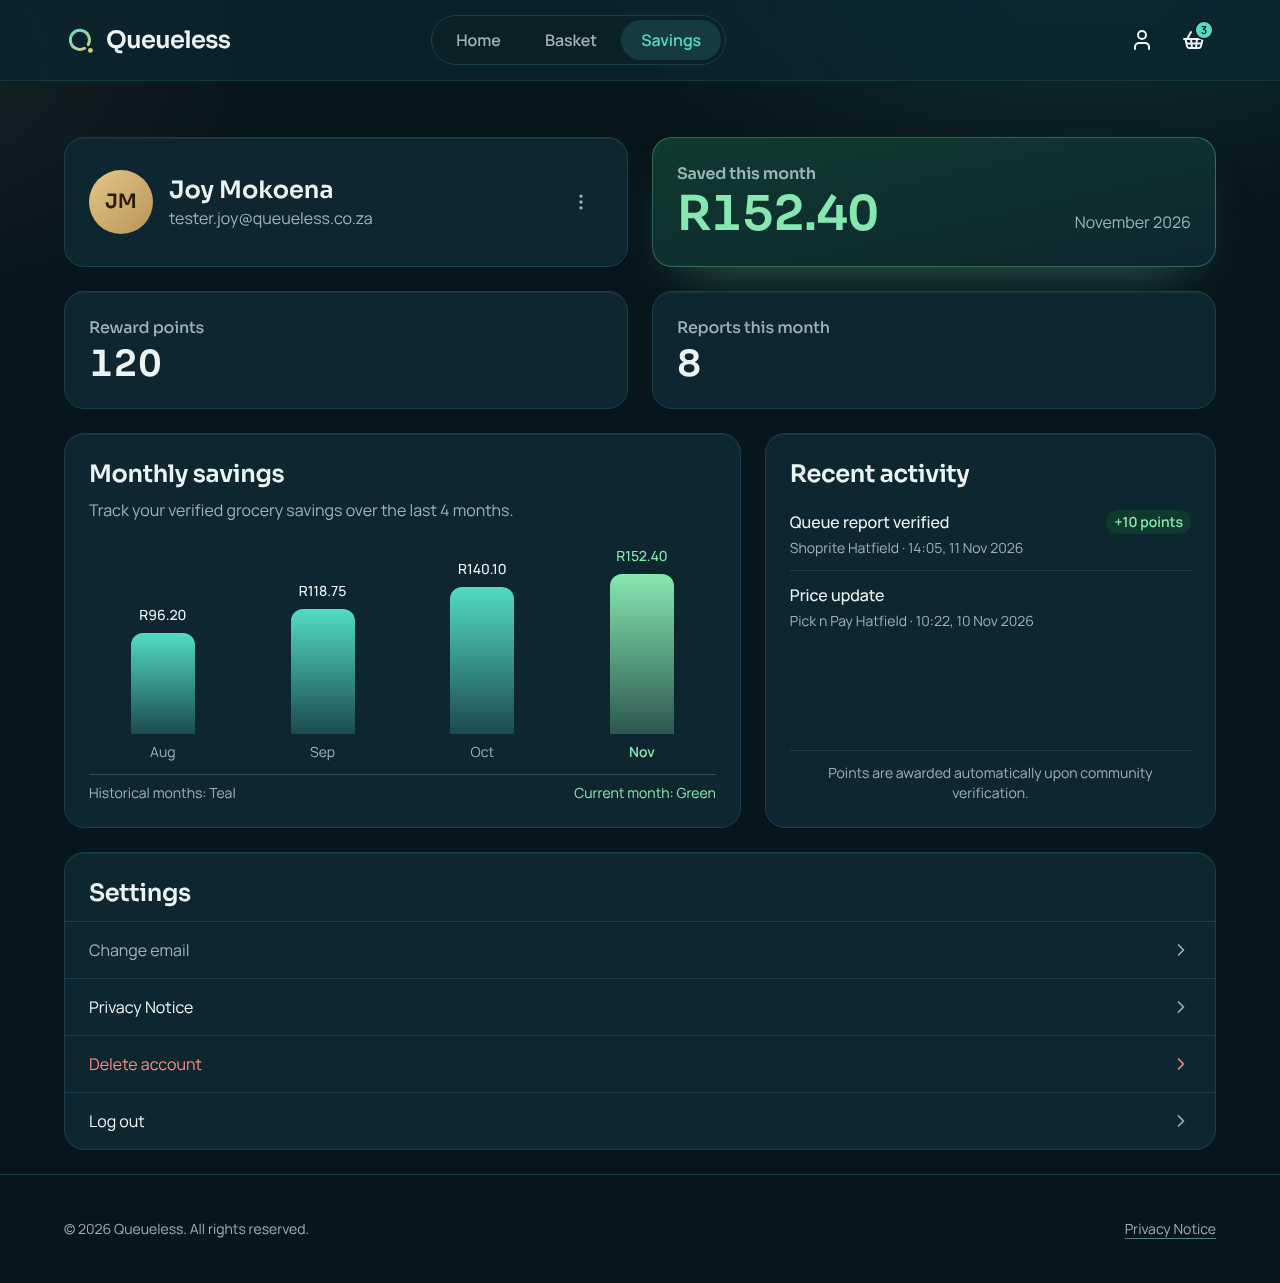 Queueless
Home
Basket
Savings
3
JM
Joy Mokoena
tester.joy@queueless.co.za
Saved this month
R152.40
November 2026
Reward points
120
Reports this month
8
Monthly savings
Track your verified grocery savings over the last 4 months.
R96.20
R118.75
R140.10
R152.40
Aug
Sep
Oct
Nov
Historical months: Teal
Current month: Green
Recent activity
Queue report verified
+10 points
Shoprite Hatfield · 14:05, 11 Nov 2026
Price update
Pick n Pay Hatfield · 10:22, 10 Nov 2026
Points are awarded automatically upon community
verification.
Settings
Change email
Privacy Notice
Delete account
Log out
© 2026 Queueless. All rights reserved.
Privacy Notice